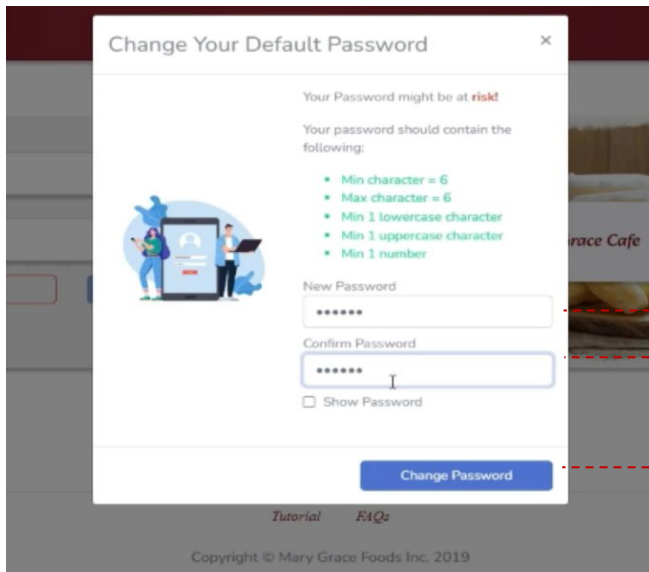 Change Your Default Password
×
Your Password might be at risk!
Your password should contain the
following:
Min character = 6
Max character = 6
Min 1 lowercase character
Min 1 uppercase character
Min 1 number
race Cafe
New Password
••••••
Confirm Password
••••••
Show Password
Change Password
Tutorial FAQs
Copyright © Mary Grace Foods Inc. 2019